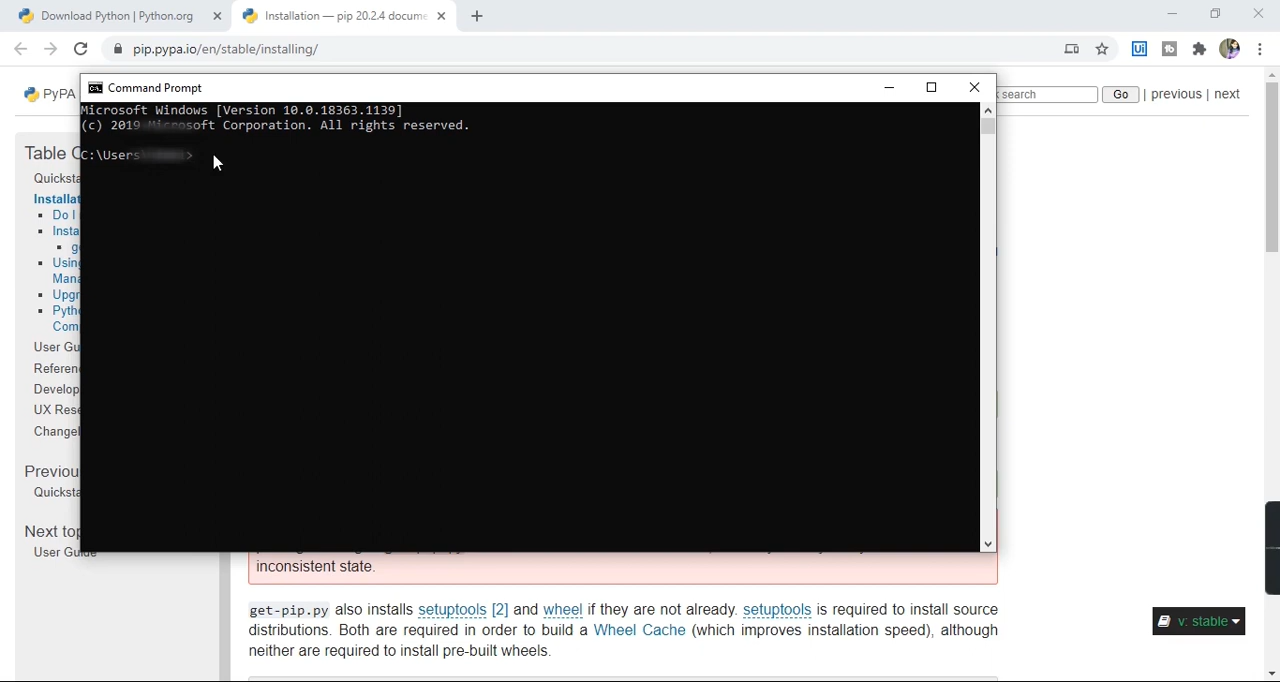 Download Python | Python.org
Installation — pip 20.2.4 docume
pip.pypa.io/en/stable/installing/
PyPA
search
Go
| previous | next
Command Prompt
Microsoft Windows [Version 10.0.18363.1139]
(c) 2019 Microsoft Corporation. All rights reserved.
C:\Users
Table
Quicksta
Installat
Do I
Insta
g
Using
Mana
Upgr
Pytho
Com
User Gu
Referen
Develop
UX Rese
Changel
Previou
Quicksta
Next top
User Guide
inconsistent state.
get-pip.py also installs setuptools [2] and wheel if they are not already. setuptools is required to install source
distributions. Both are required in order to build a Wheel Cache (which improves installation speed), although
neither are required to install pre-built wheels.
v: stable